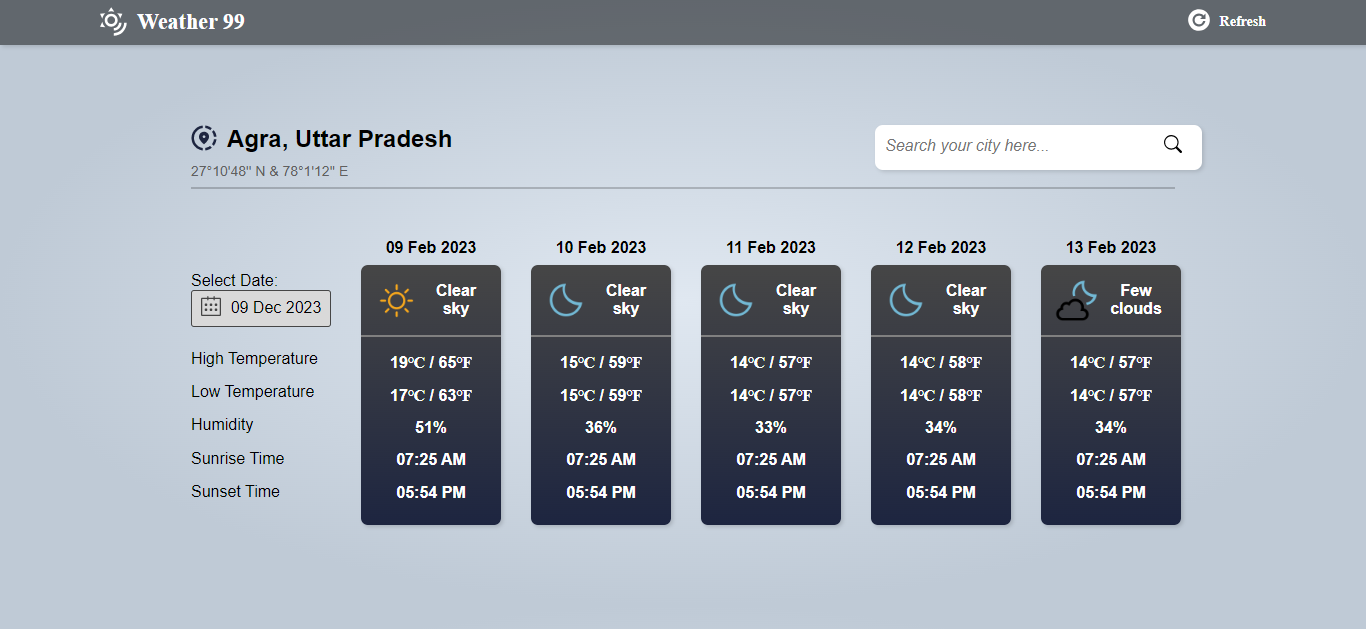 Weather 99
Refresh
Agra, Uttar Pradesh
Search your city here...
27°10'48" N & 78°1'12" E
09 Feb 2023 10 Feb 2023 11 Feb 2023 12 Feb 2023 13 Feb 2023
Select Date:
09 Dec 2023
Clear sky Clear sky Clear sky Clear sky Few clouds
High Temperature 19°C / 65°F 15°C / 59°F 14°C / 57°F 14°C / 58°F 14°C / 57°F
Low Temperature 17°C / 63°F 15°C / 59°F 14°C / 57°F 14°C / 58°F 14°C / 57°F
Humidity 51% 36% 33% 34% 34%
Sunrise Time 07:25 AM 07:25 AM 07:25 AM 07:25 AM 07:25 AM
Sunset Time 05:54 PM 05:54 PM 05:54 PM 05:54 PM 05:54 PM